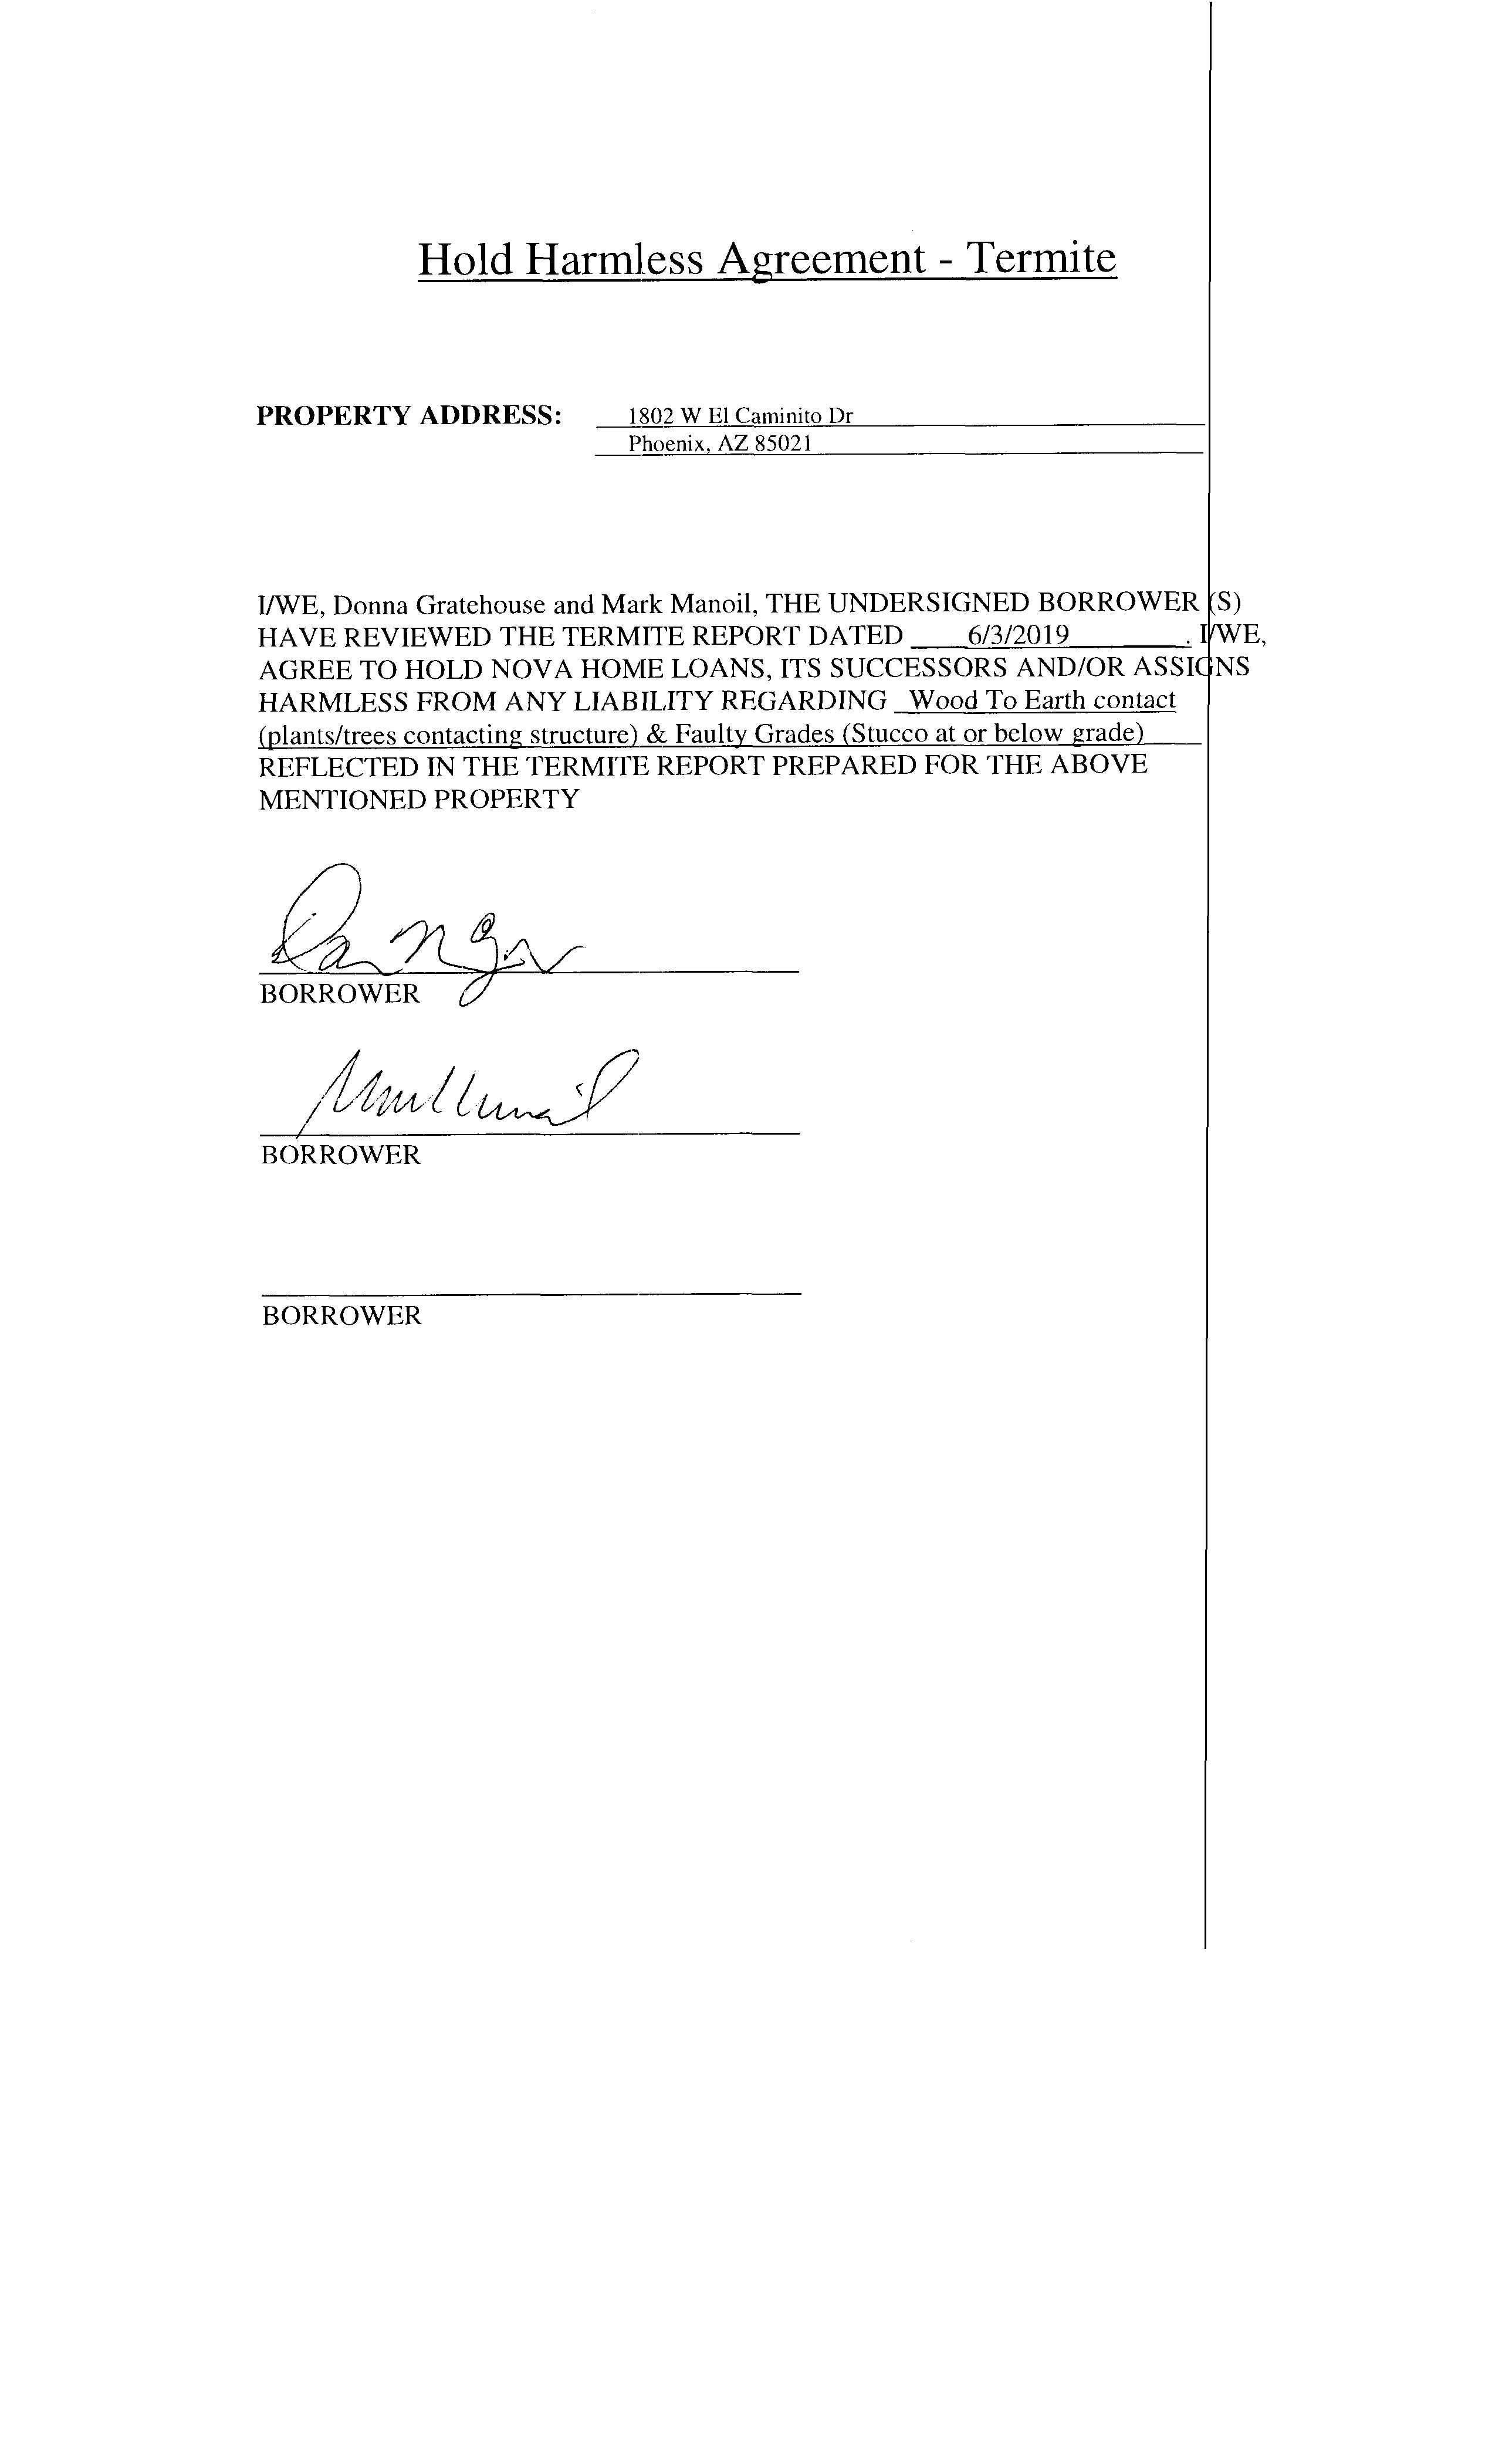 Hold Harmless Agreement - Termite
PROPERTY ADDRESS: 1802 W El Caminito Dr
Phoenix, AZ 85021
I/WE, Donna Gratehouse and Mark Manoil, THE UNDERSIGNED BORROWER (S)
HAVE REVIEWED THE TERMITE REPORT DATED 6/3/2019. I/WE,
AGREE TO HOLD NOVA HOME LOANS, ITS SUCCESSORS AND/OR ASSIGNS
HARMLESS FROM ANY LIABILITY REGARDING Wood To Earth contact
(plants/trees contacting structure) & Faulty Grades (Stucco at or below grade)
REFLECTED IN THE TERMITE REPORT PREPARED FOR THE ABOVE
MENTIONED PROPERTY
BORROWER
BORROWER
BORROWER